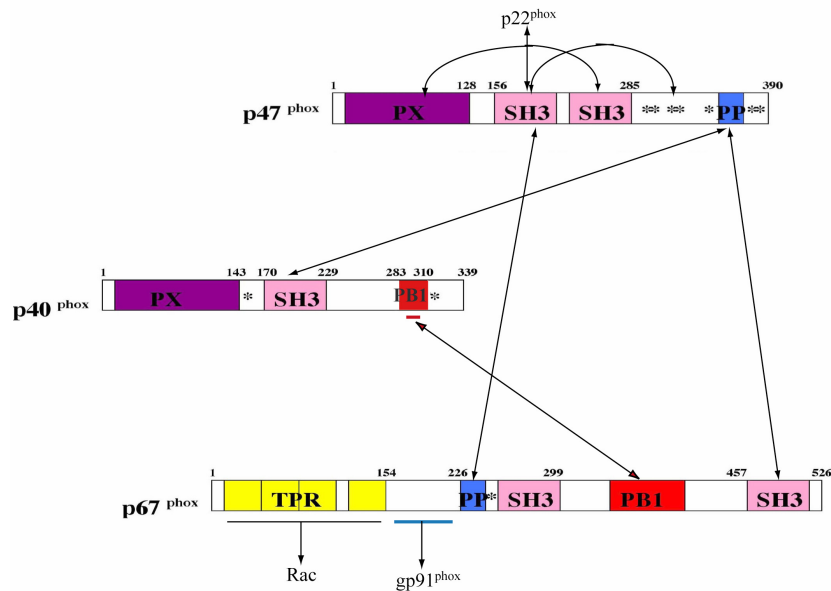 p22phox
1 128 156 285 390
p47 phox PX SH3 SH3 ** ** * PP **
1 143 170 229 283 310 339
p40 phox PX * SH3 PB1 *
1 154 226 299 457 526
p67 phox TPR PP * SH3 PB1 SH3
Rac gp91phox